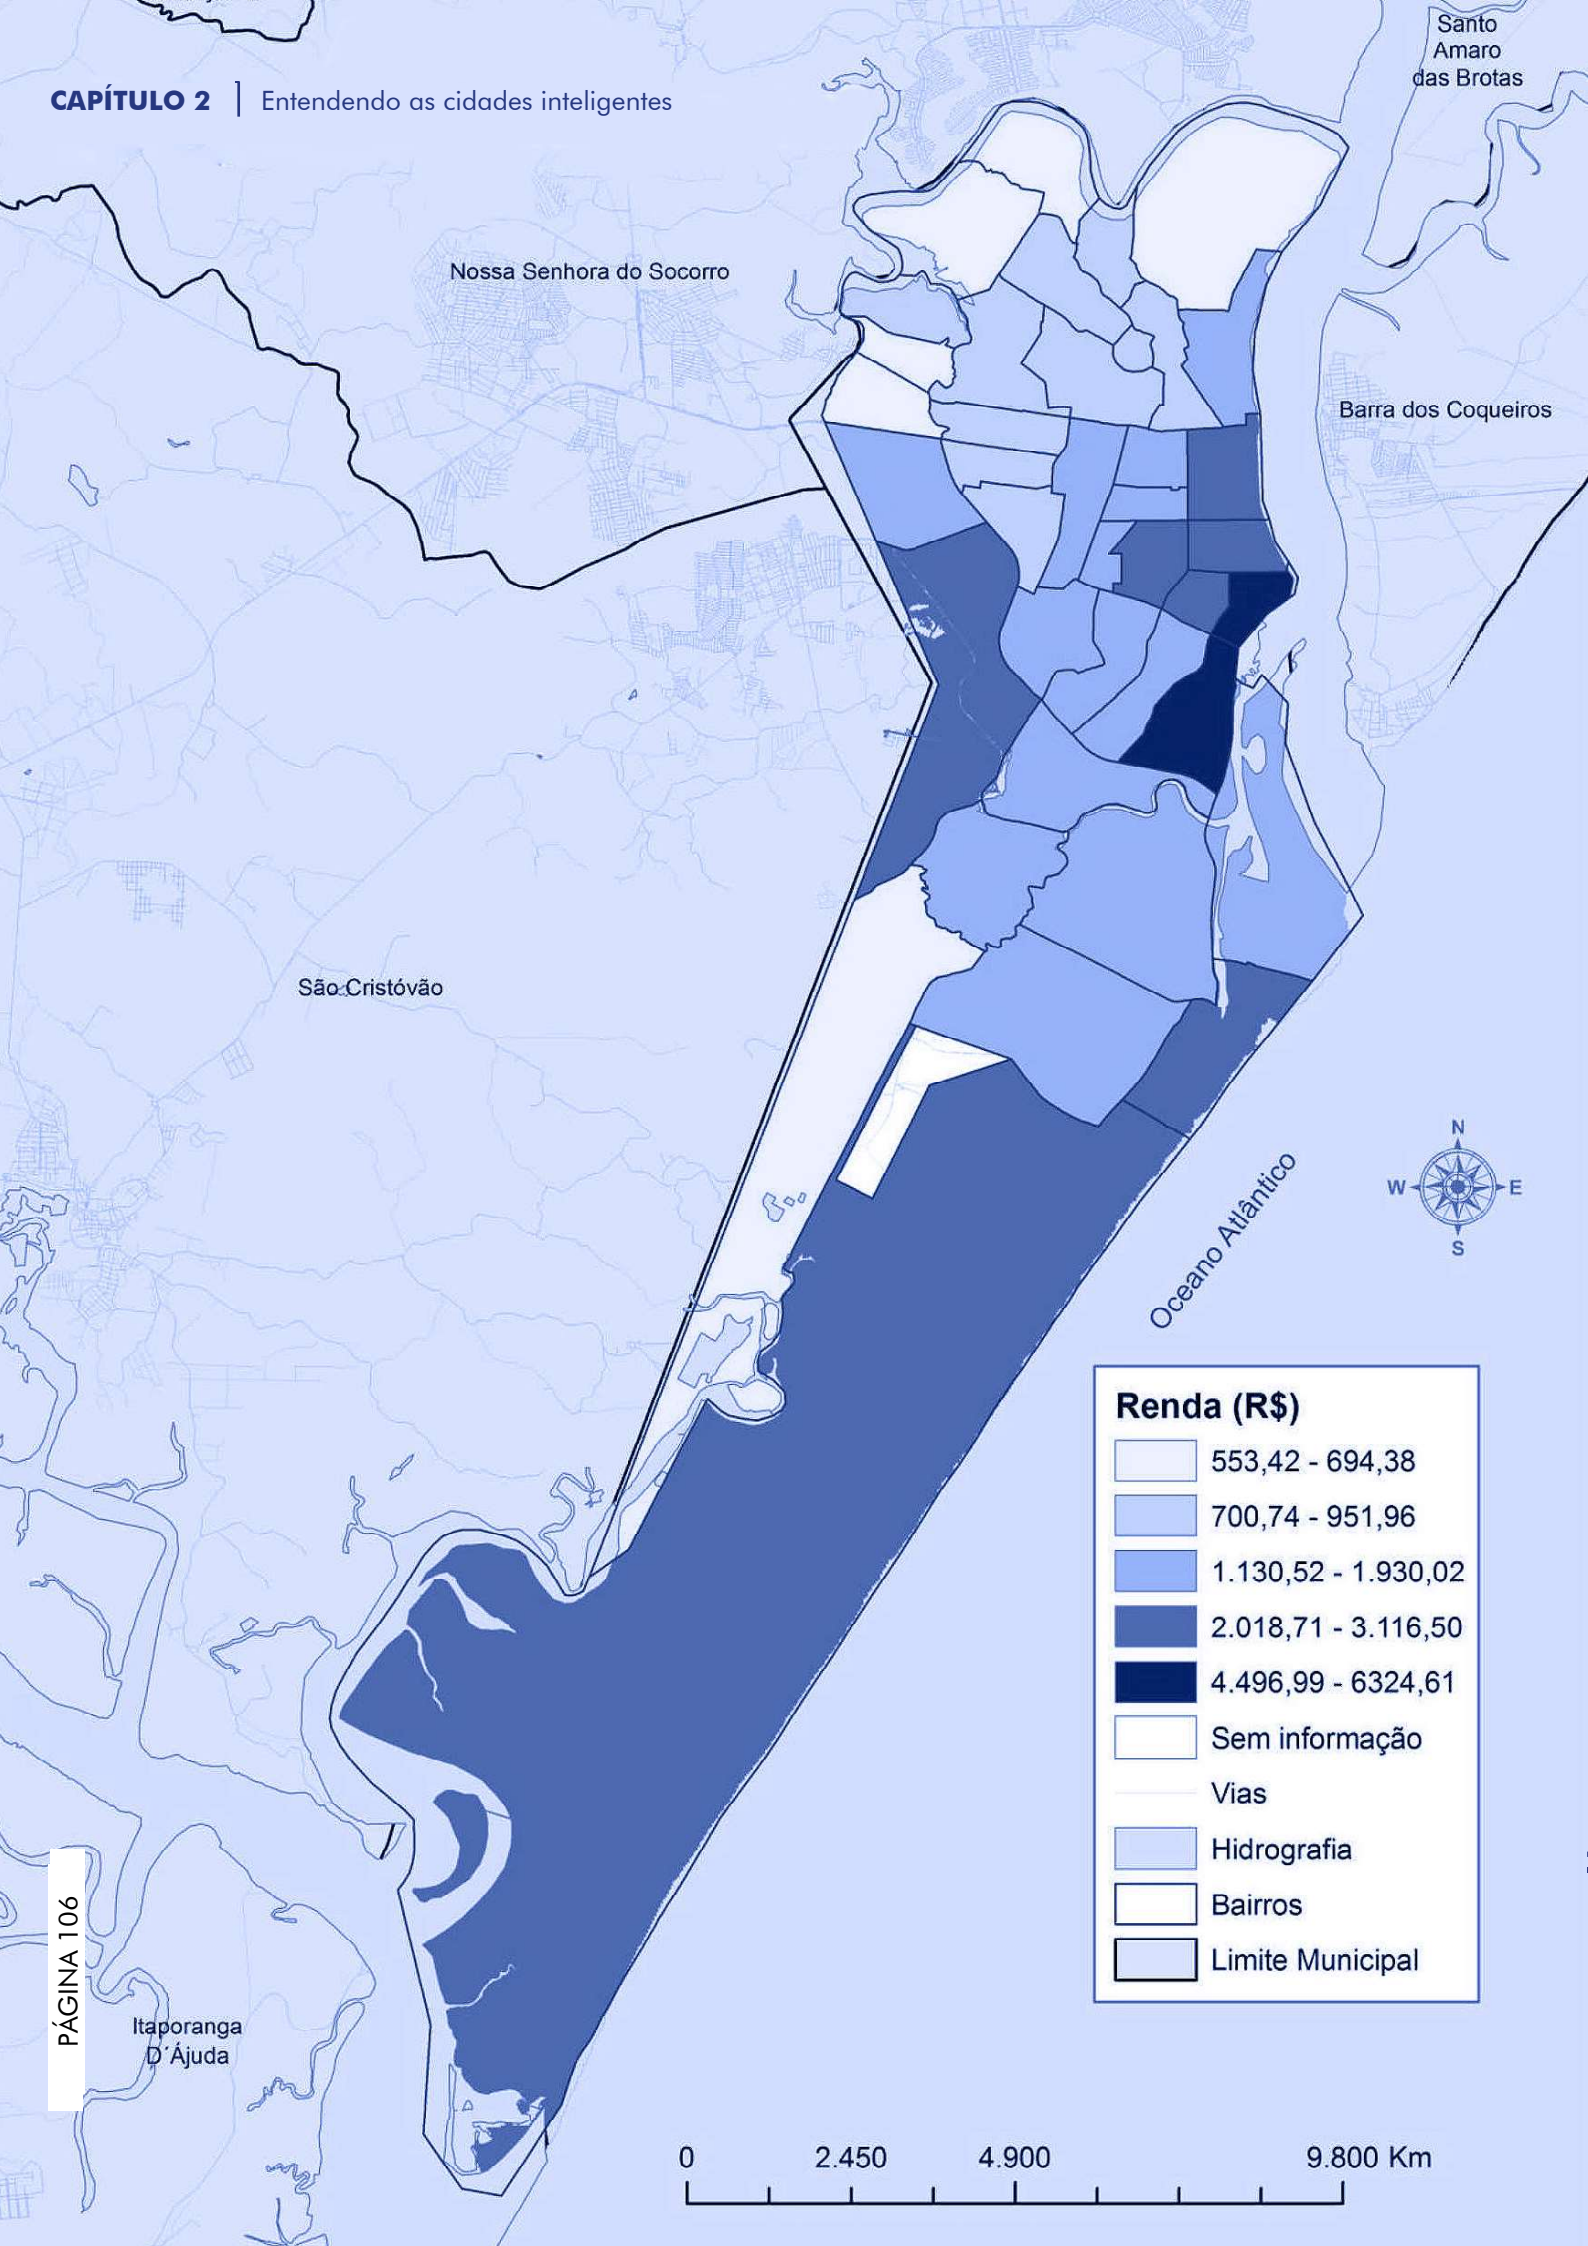 Santo
Amaro
das Brotas
CAPÍTULO 2 | Entendendo as cidades inteligentes
Nossa Senhora do Socorro
Barra dos Coqueiros
São Cristóvão
N
W E
S
Oceano Atlântico
Renda (R$)
553,42 - 694,38
700,74 - 951,96
1.130,52 - 1.930,02
2.018,71 - 3.116,50
4.496,99 - 6324,61
Sem informação
Vias
Hidrografia
Bairros
Limite Municipal
PÁGINA 106
Itaporanga
D´Ájuda
0 2.450 4.900 9.800 Km